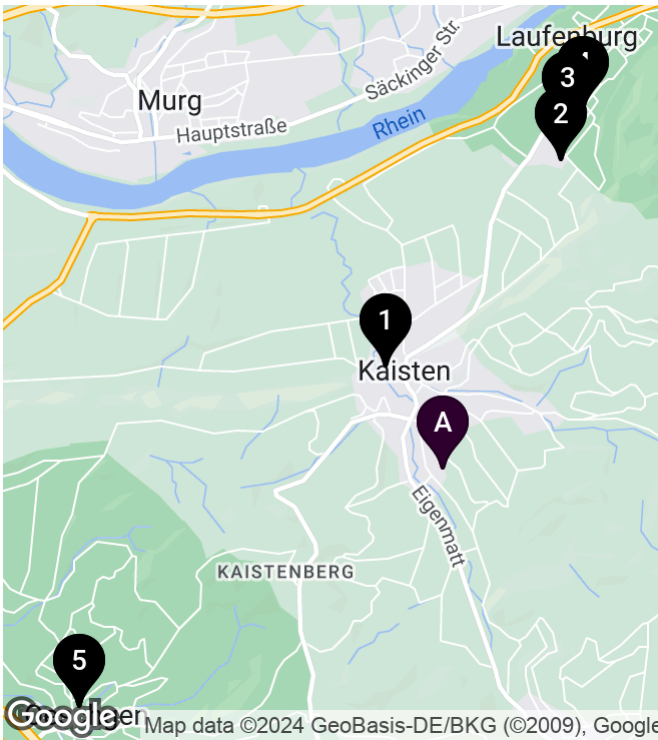 Laufenburg
3
2
Murg
Säckinger Str.
Hauptstraße
Rhein
1
Kaisten
A
Eigenmatt
KAISTENBERG
5
Google
Map data ©2024 GeoBasis-DE/BKG (©2009), Google